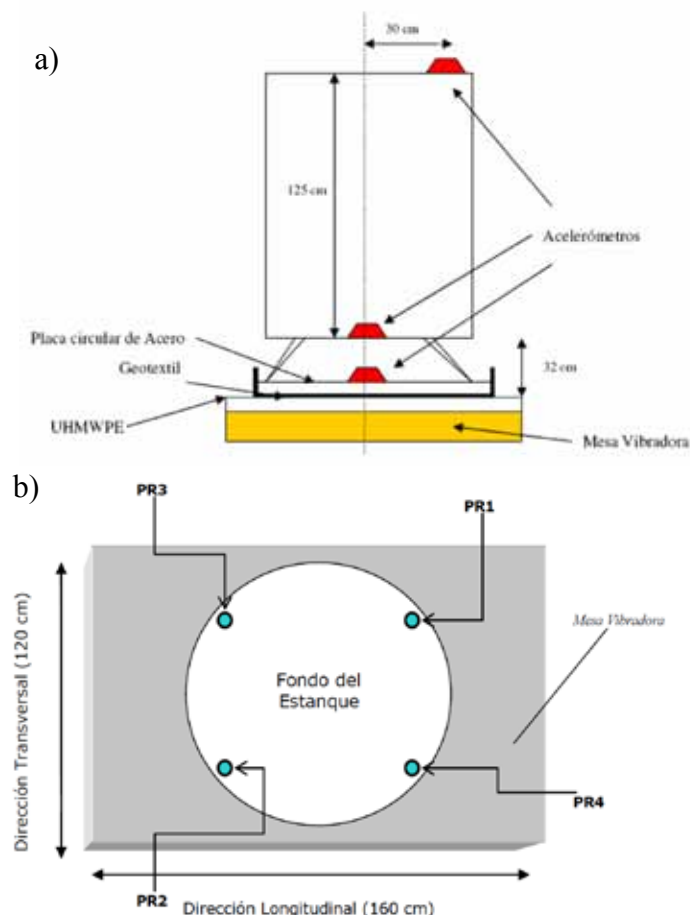 a)
30 cm
125 cm
Acelerómetros
Placa circular de Acero
Geotextil
32 cm
UHMWPE
Mesa Vibradora
b)
PR3
PR1
Mesa Vibradora
Fondo del
Estanque
Dirección Transversal (120 cm)
PR4
PR2
Dirección Longitudinal (160 cm)